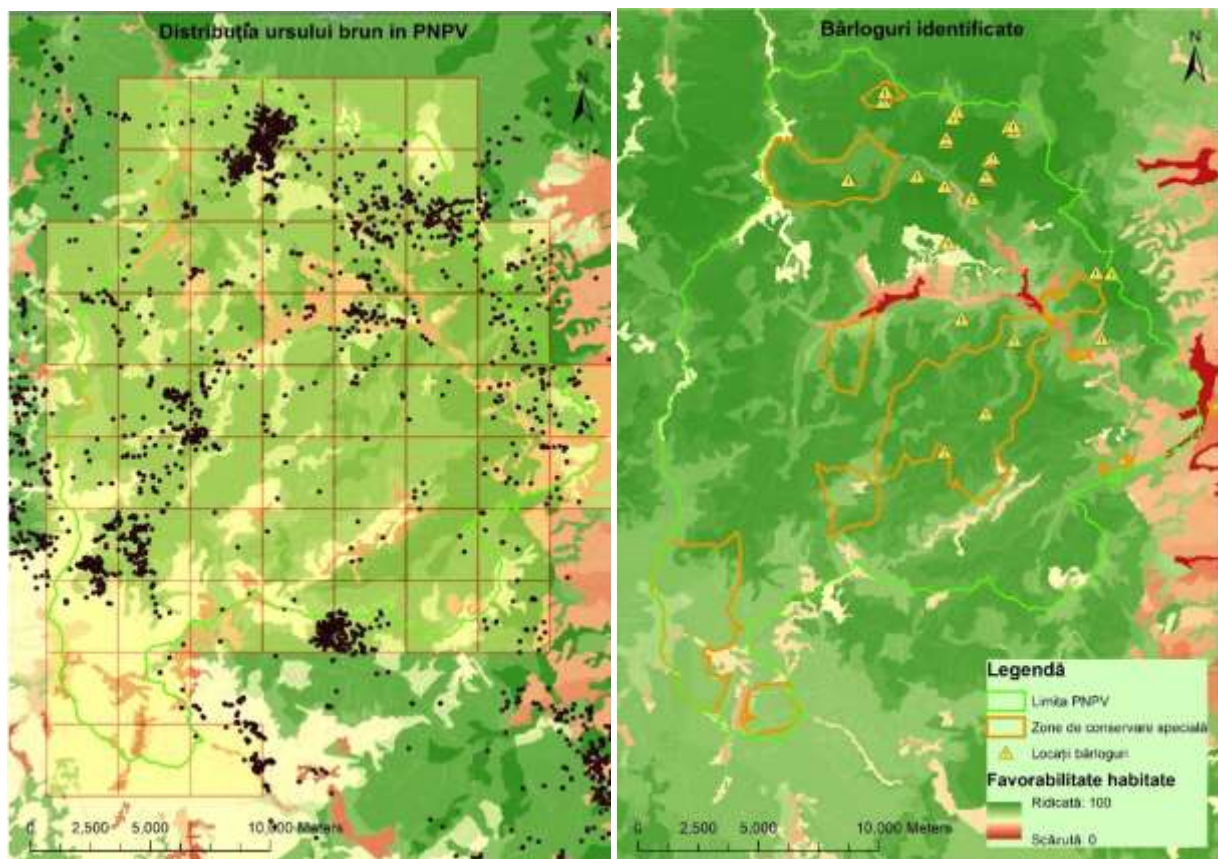 Distribuția ursului brun in PNPV
N
0 2.500 5.000 10.000 Meters
Bârloguri identificate
N
Legendă
Limita PNPV
Zone de conservare specială
Locații bârloguri
Favorabilitate habitate
Ridicată: 100
Scăzută: 0
0 2.500 5.000 10.000 Meters